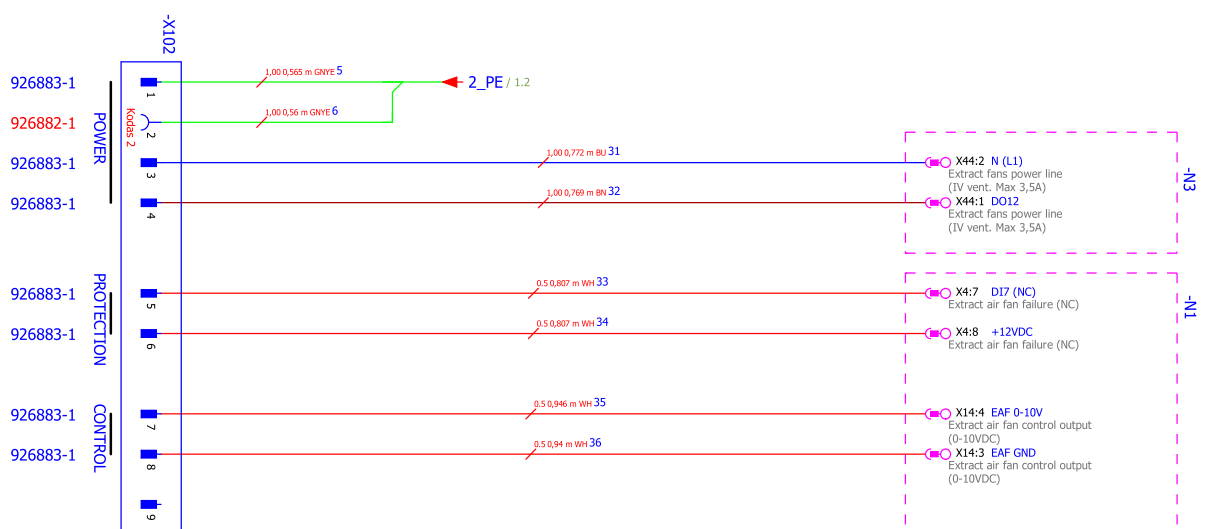 -X102
926883-1
1
1,00 0,565 m GNYE 5
2_PE / 1.2
926882-1
2
Kodas 2
1,00 0,56 m GNYE 6
POWER
926883-1
3
1,00 0,772 m BU 31
X44:2 N (L1)
Extract fans power line
(IV vent. Max 3,5A)
-N3
926883-1
4
1,00 0,769 m BN 32
X44:1 DO12
Extract fans power line
(IV vent. Max 3,5A)
PROTECTION
926883-1
5
0.5 0,807 m WH 33
X4:7 DI7 (NC)
Extract air fan failure (NC)
-N1
926883-1
6
0.5 0,807 m WH 34
X4:8 +12VDC
Extract air fan failure (NC)
CONTROL
926883-1
7
0.5 0,946 m WH 35
X14:4 EAF 0-10V
Extract air fan control output
(0-10VDC)
926883-1
8
0.5 0,94 m WH 36
X14:3 EAF GND
Extract air fan control output
(0-10VDC)
9